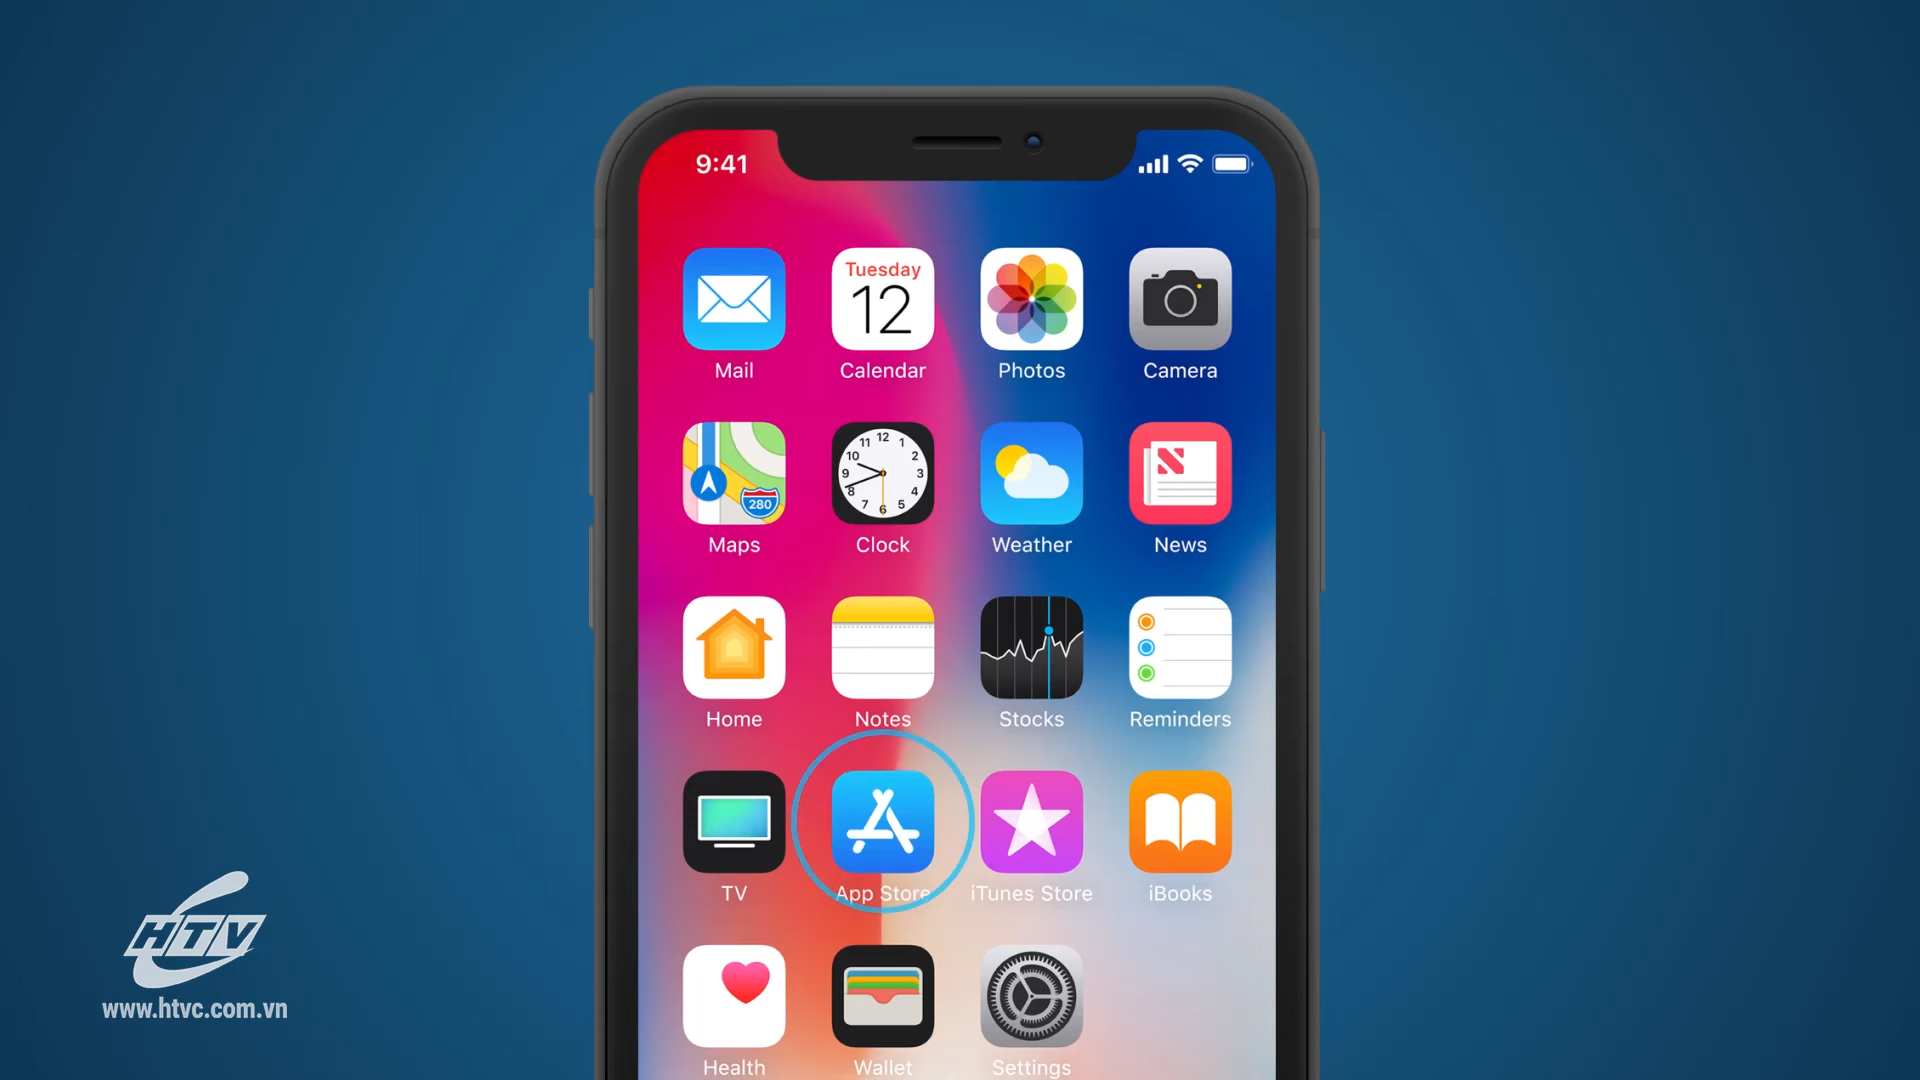 9:41
Tuesday
12
Mail
Calendar
Photos
Camera
280
12
1
2
3
4
5
6
7
8
9
10
11
Maps
Clock
Weather
News
Home
Notes
Stocks
Reminders
TV
App Store
iTunes Store
iBooks
HTV
www.htvc.com.vn
Health
Wallet
Settings